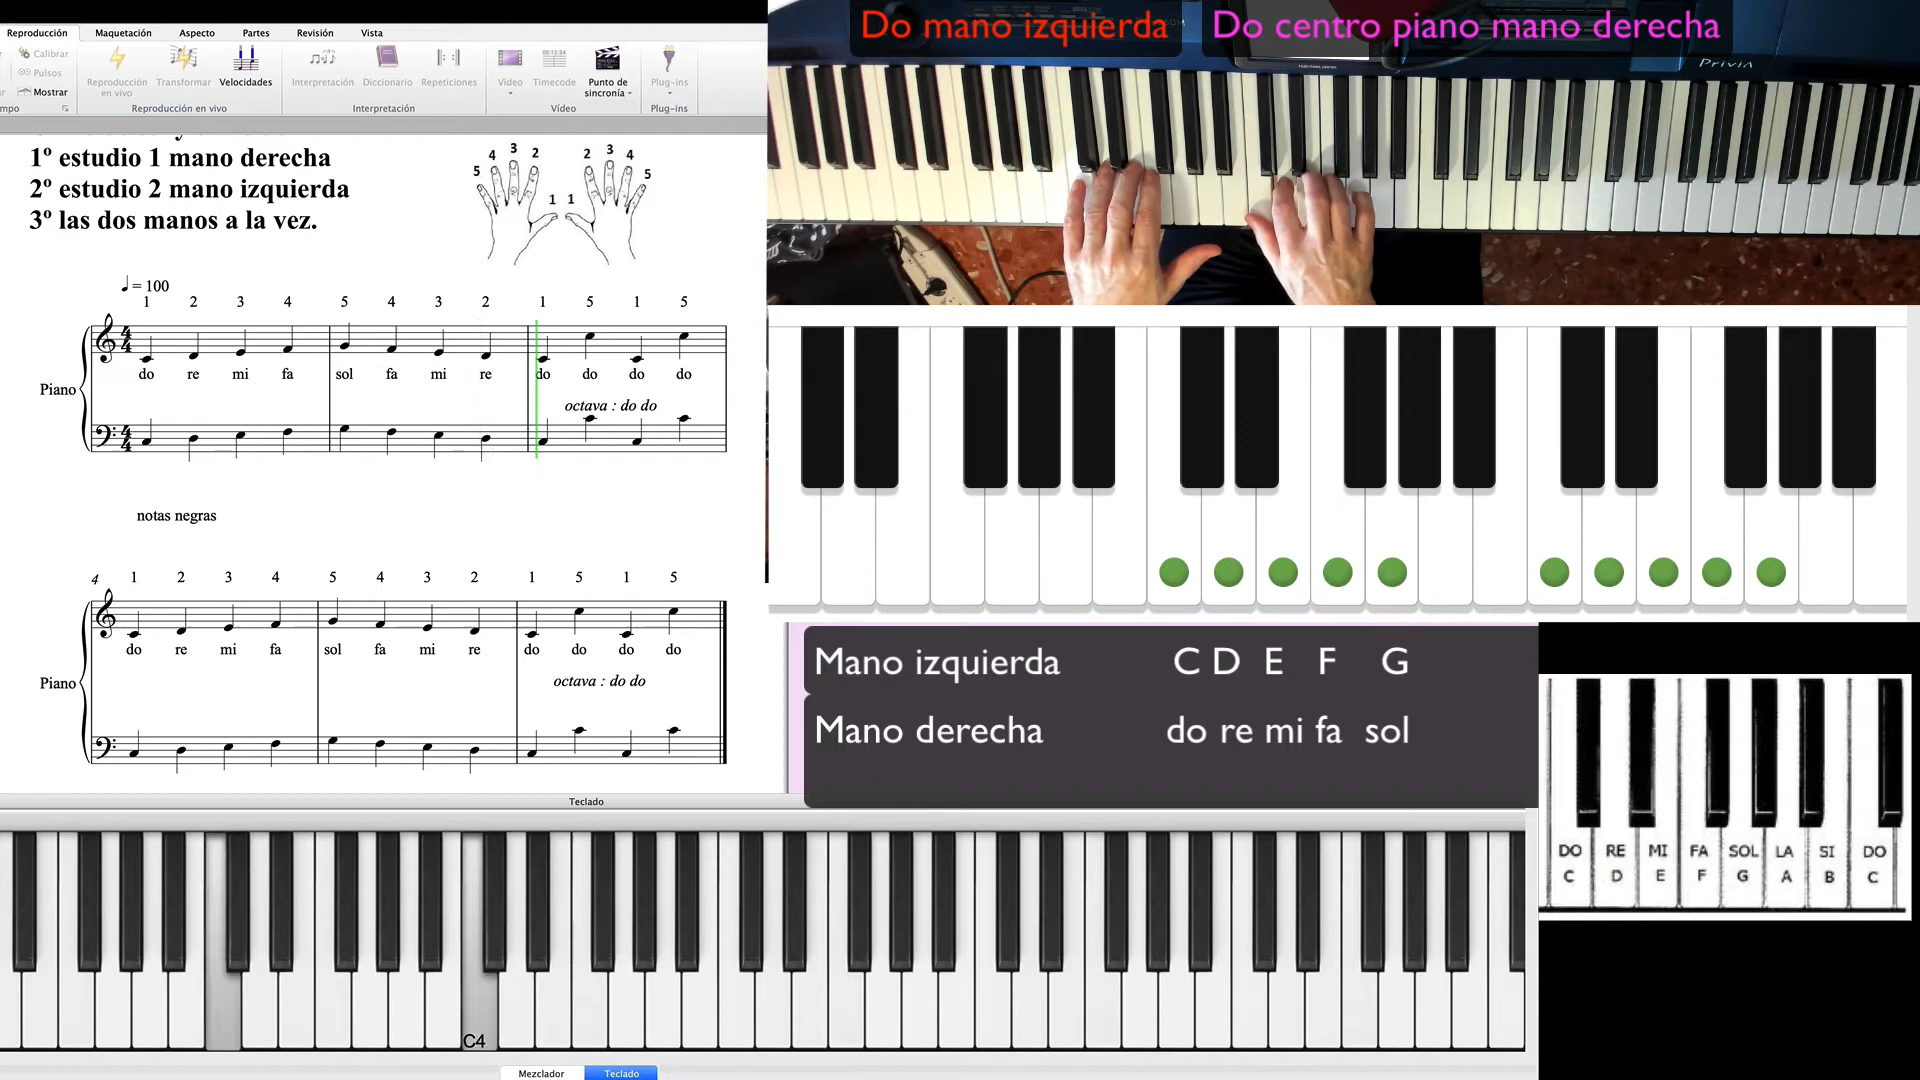 Reproducción Maquetación Aspecto Partes Revisión Vista
Calibrar
Pulsos
Mostrar
Reproducción en vivo
Transformar
Velocidades
Interpretación
Diccionario
Repeticiones
Vídeo
Timecode
Punto de sincronía
Plug-ins
Reproducción en vivo
Interpretación
Vídeo
Plug-ins
1º estudio 1 mano derecha
2º estudio 2 mano izquierda
3º las dos manos a la vez.
5 4 3 2 1 1 2 3 4 5
= 100
1 2 3 4 5 4 3 2 1 5 1 5
4 4
do re mi fa sol fa mi re do do do do
Piano
octava : do do
4 4
notas negras
4 1 2 3 4 5 4 3 2 1 5 1 5
do re mi fa sol fa mi re do do do do
Piano
octava : do do
Teclado
C4
Mezclador Teclado
Do mano izquierda
Do centro piano mano derecha
Privia
Mano izquierda C D E F G
Mano derecha do re mi fa sol
DO RE MI FA SOL LA SI DO
C D E F G A B C